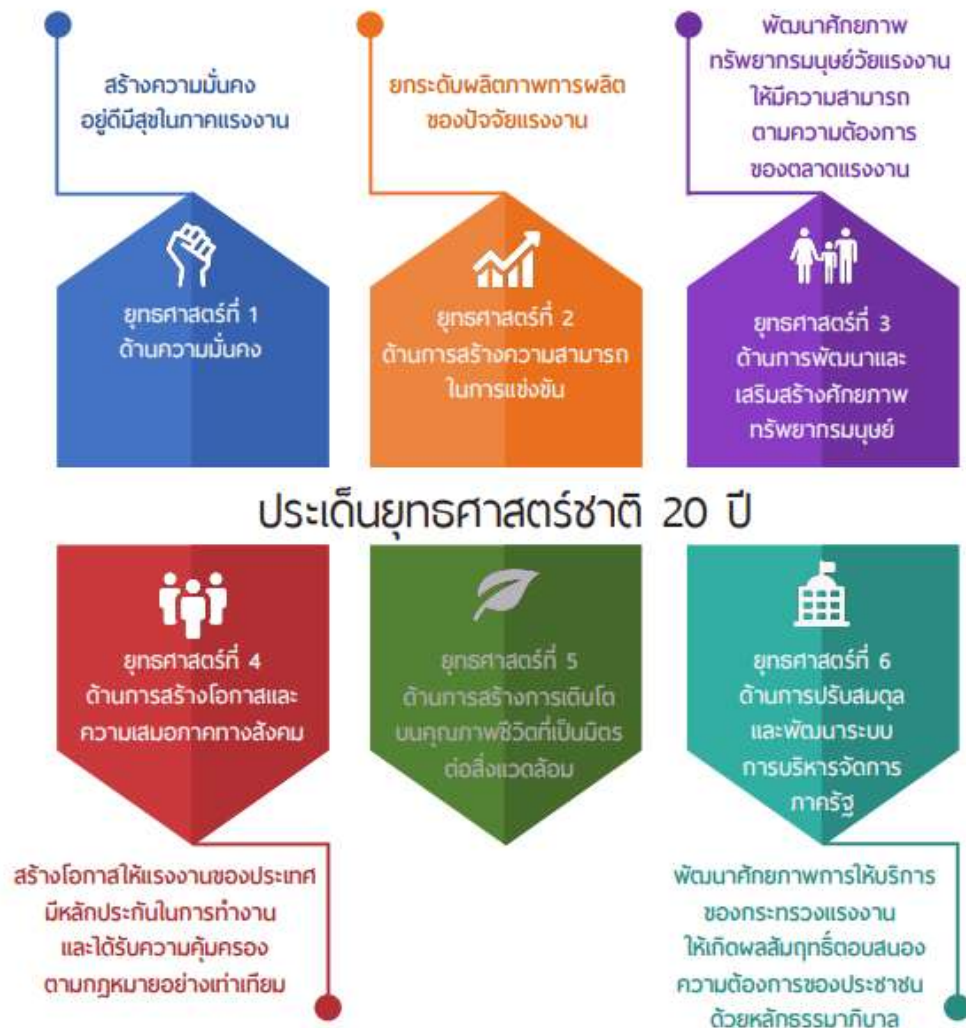 สร้างความมั่นคง
อยู่ดีมีสุขในภาคแรงงาน
ยกระดับผลิตภาพการผลิต
ของปัจจัยแรงงาน
พัฒนาศักยภาพ
ทรัพยากรมนุษย์วัยแรงงาน
ให้มีความสามารถ
ตามความต้องการ
ของตลาดแรงงาน
ยุทธศาสตร์ที่ 1
ด้านความมั่นคง
ยุทธศาสตร์ที่ 2
ด้านการสร้างความสามารถ
ในการแข่งขัน
ยุทธศาสตร์ที่ 3
ด้านการพัฒนาและ
เสริมสร้างศักยภาพ
ทรัพยากรมนุษย์
ประเด็นยุทธศาสตร์ชาติ 20 ปี
ยุทธศาสตร์ที่ 4
ด้านการสร้างโอกาสและ
ความเสมอภาคทางสังคม
ยุทธศาสตร์ที่ 5
ด้านการสร้างการเติบโต
บนคุณภาพชีวิตที่เป็นมิตร
ต่อสิ่งแวดล้อม
ยุทธศาสตร์ที่ 6
ด้านการปรับสมดุล
และพัฒนาระบบ
การบริหารจัดการ
ภาครัฐ
สร้างโอกาสให้แรงงานของประเทศ
มีหลักประกันในการทำงาน
และได้รับความคุ้มครอง
ตามกฎหมายอย่างเท่าเทียม
พัฒนาศักยภาพการให้บริการ
ของกระทรวงแรงงาน
ให้เกิดผลสัมฤทธิ์ตอบสนอง
ความต้องการของประชาชน
ด้วยหลักธรรมาภิบาล